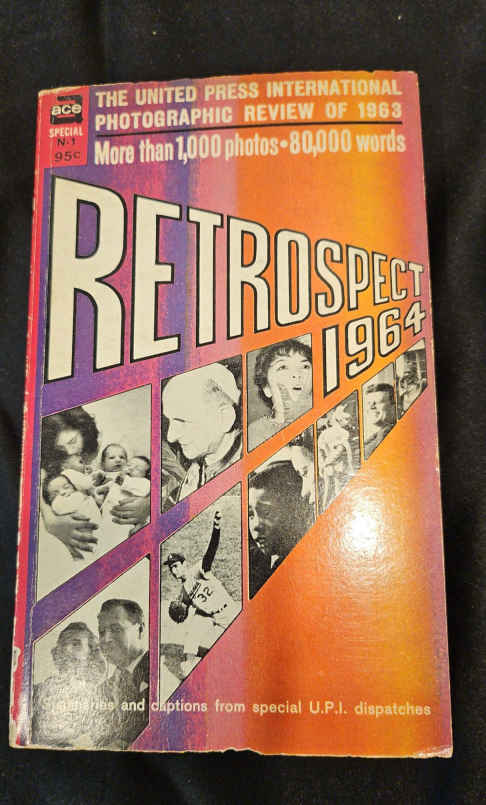 ace
SPECIAL
N-1
95c
THE UNITED PRESS INTERNATIONAL
PHOTOGRAPHIC REVIEW OF 1963
More than 1,000 photos • 80,000 words
RETROSPECT
1964
32
Summaries and captions from special U.P.I. dispatches